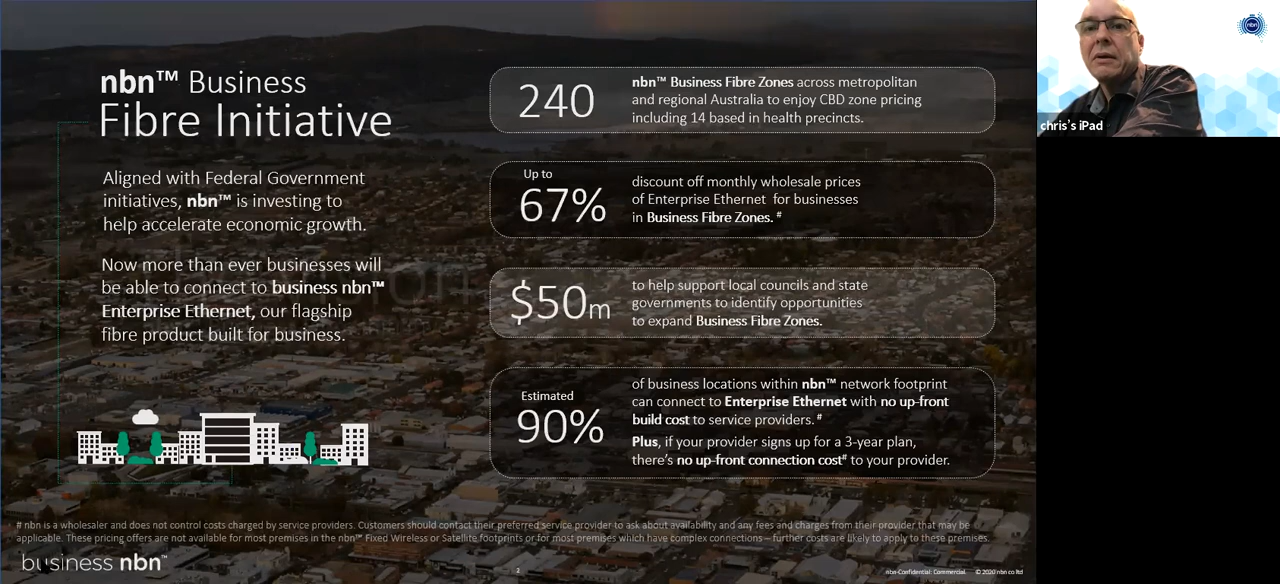 nbn™ Business
Fibre Initiative
Aligned with Federal Government
initiatives, nbn™ is investing to
help accelerate economic growth.
Now more than ever businesses will
be able to connect to business nbn™
Enterprise Ethernet, our flagship
fibre product built for business.
240
nbn™ Business Fibre Zones across metropolitan
and regional Australia to enjoy CBD zone pricing
including 14 based in health precincts.
Up to
67%
discount off monthly wholesale prices
of Enterprise Ethernet for businesses
in Business Fibre Zones. #
$50m
to help support local councils and state
governments to identify opportunities
to expand Business Fibre Zones.
Estimated
90%
of business locations within nbn™ network footprint
can connect to Enterprise Ethernet with no up-front
build cost to service providers. #
Plus, if your provider signs up for a 3-year plan,
there's no up-front connection cost# to your provider.
# nbn is a wholesaler and does not control costs charged by service providers. Customers should contact their preferred service provider to ask about availability and any fees and charges from their provider that may be
applicable. These pricing offers are not available for most premises in the nbn™ Fixed Wireless or Satellite footprints or for most premises which have complex connections – further costs are likely to apply to these premises.
business nbn™
2
nbn-Confidential: Commercial. © 2020 nbn co ltd
nbn
chris's iPad